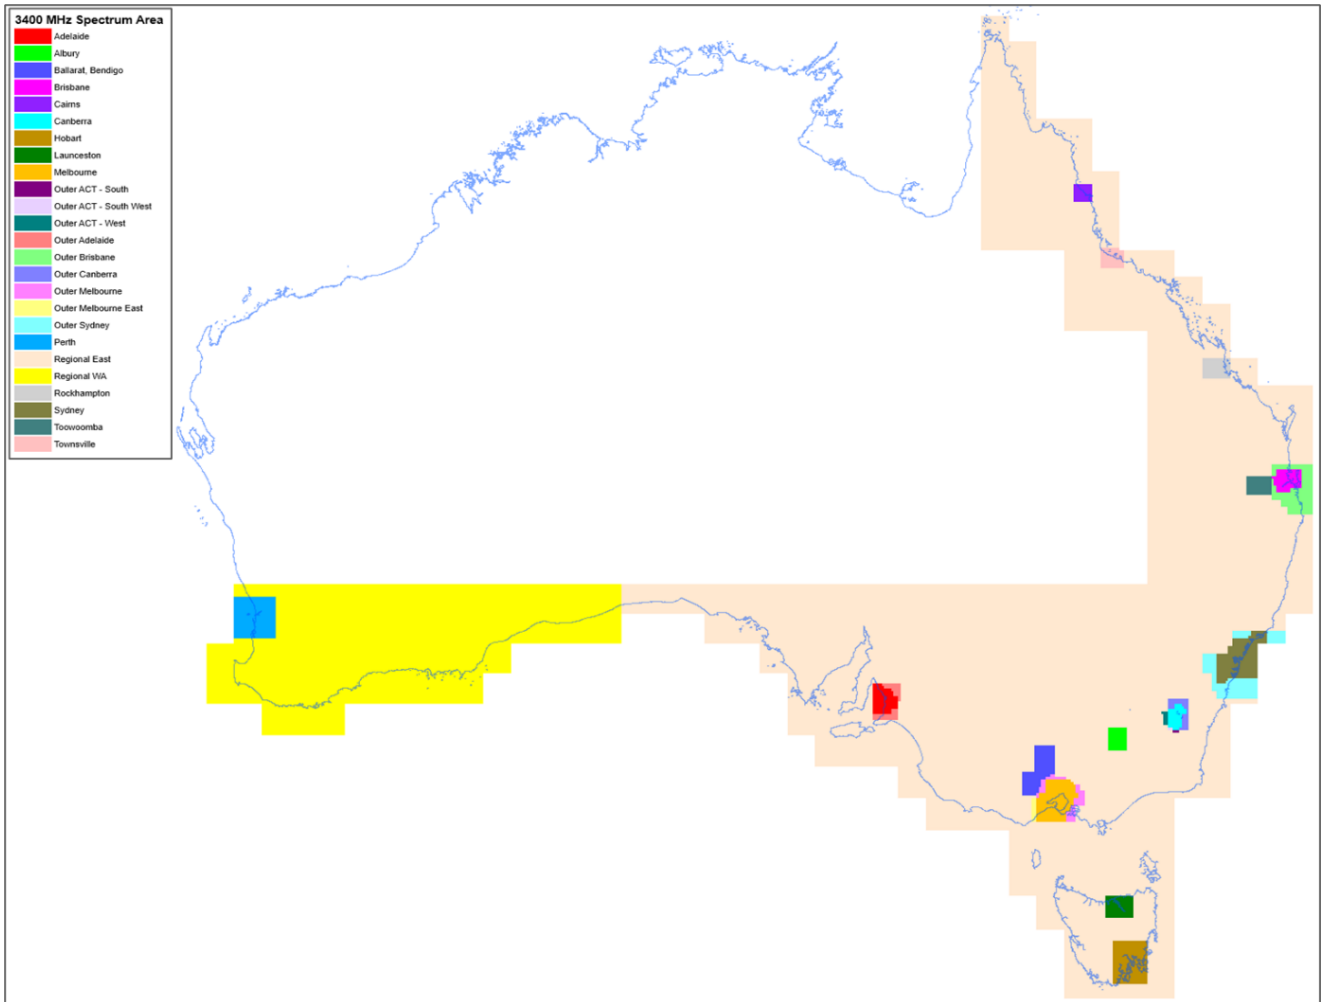 3400 MHz Spectrum Area
Adelaide
Albury
Ballarat, Bendigo
Brisbane
Cairns
Canberra
Hobart
Launceston
Melbourne
Outer ACT - South
Outer ACT - South West
Outer ACT - West
Outer Adelaide
Outer Brisbane
Outer Canberra
Outer Melbourne
Outer Melbourne East
Outer Sydney
Perth
Regional East
Regional WA
Rockhampton
Sydney
Toowoomba
Townsville